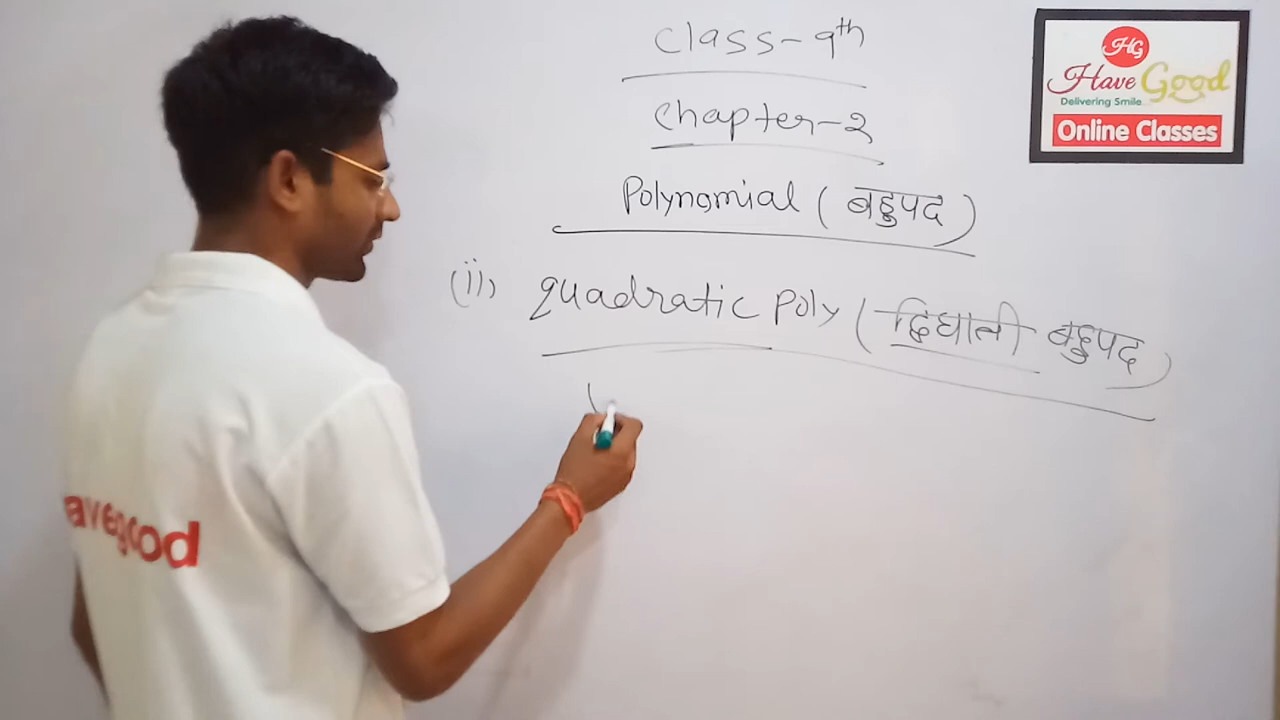 Class-9th
Chapter-2
Polynomial (बहुपद)
(ii) quadratic poly (द्विघाती बहुपद)
HG
Have Good
Delivering Smile
Online Classes
avegood